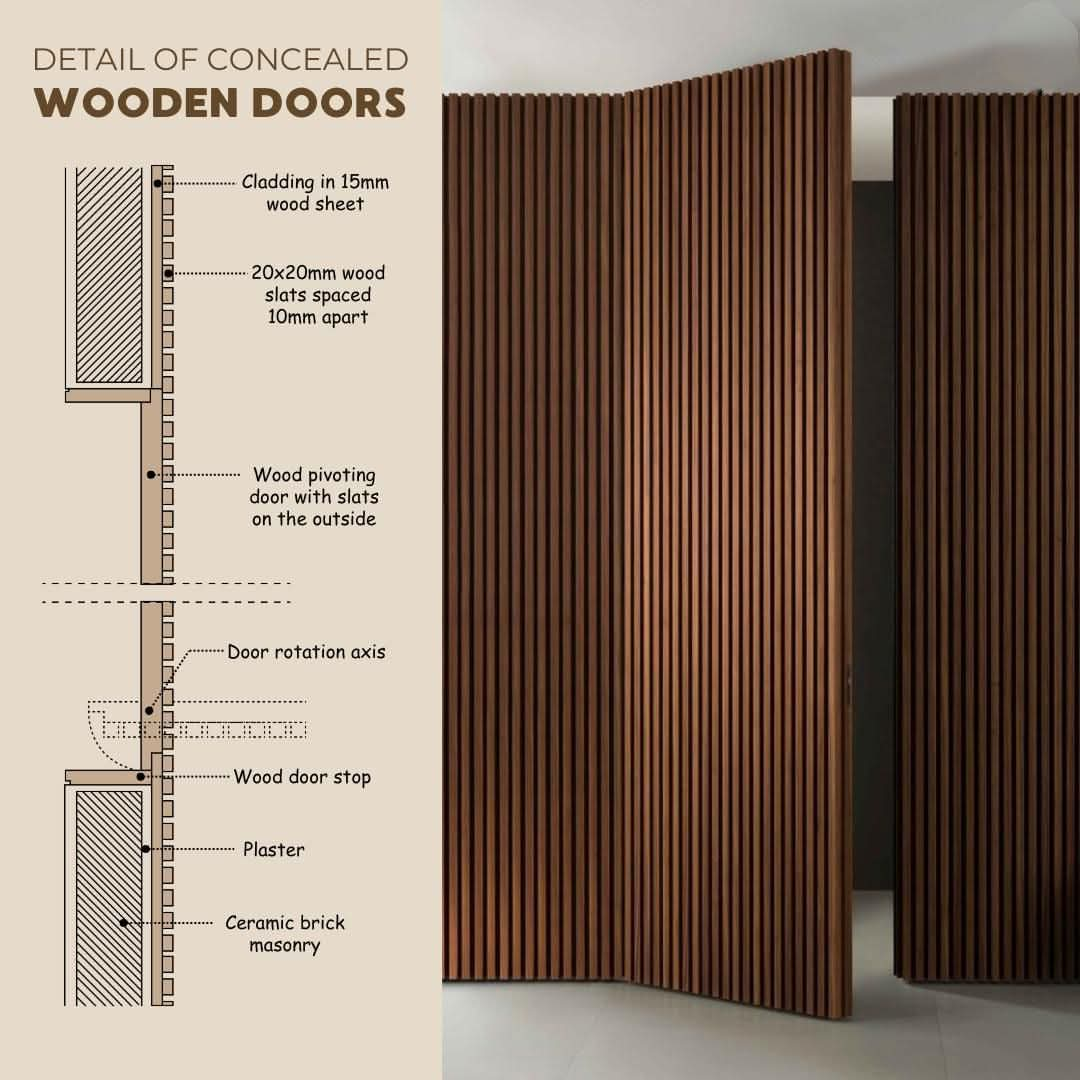 DETAIL OF CONCEALED
WOODEN DOORS
Cladding in 15mm
wood sheet
20x20mm wood
slats spaced
10mm apart
Wood pivoting
door with slats
on the outside
Door rotation axis
Wood door stop
Plaster
Ceramic brick
masonry